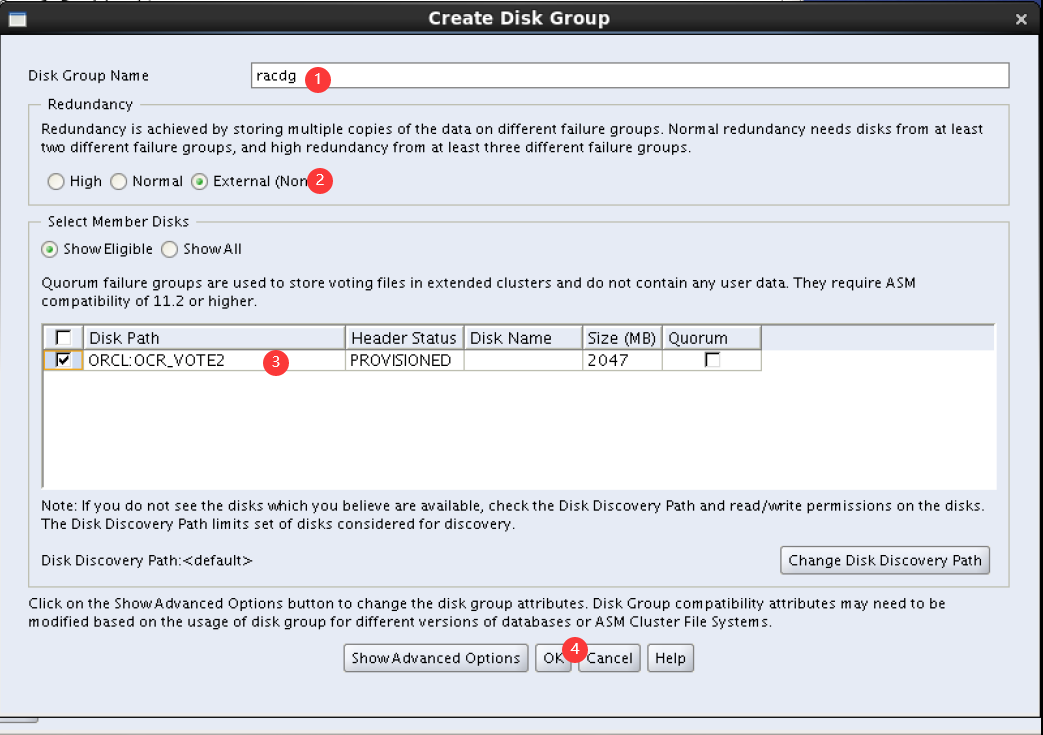 Create Disk Group
Disk Group Name racdg 1
Redundancy
Redundancy is achieved by storing multiple copies of the data on different failure groups. Normal redundancy needs disks from at least
two different failure groups, and high redundancy from at least three different failure groups.
High Normal External (Non 2
Select Member Disks
Show Eligible Show All
Quorum failure groups are used to store voting files in extended clusters and do not contain any user data. They require ASM
compatibility of 11.2 or higher.
Disk Path Header Status Disk Name Size (MB) Quorum
ORCL:OCR_VOTE2 3 PROVISIONED 2047
Note: If you do not see the disks which you believe are available, check the Disk Discovery Path and read/write permissions on the disks.
The Disk Discovery Path limits set of disks considered for discovery.
Disk Discovery Path:<default> Change Disk Discovery Path
Click on the Show Advanced Options button to change the disk group attributes. Disk Group compatibility attributes may need to be
modified based on the usage of disk group for different versions of databases or ASM Cluster File Systems.
Show Advanced Options OK 4 Cancel Help